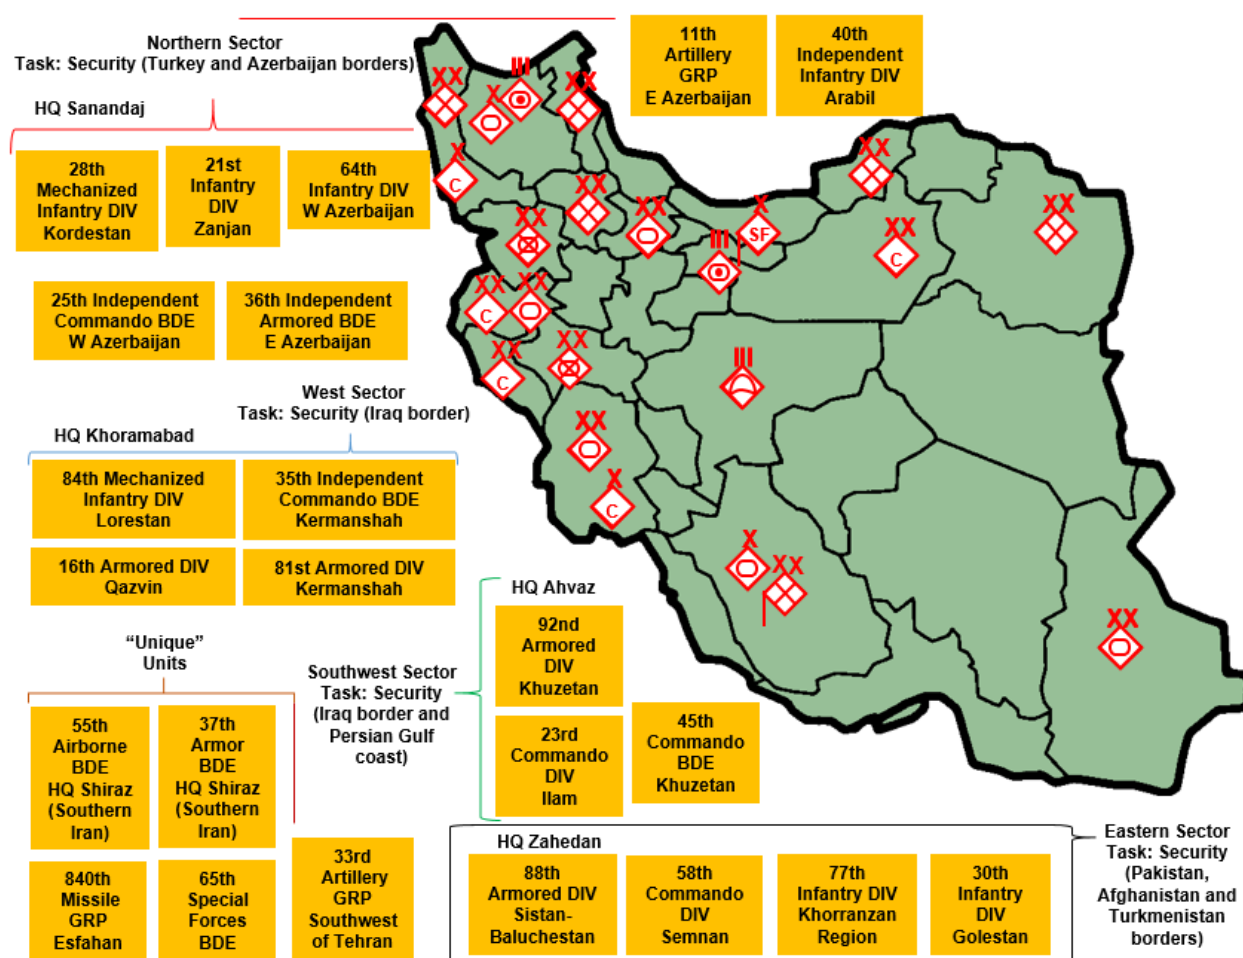 Northern Sector
Task: Security (Turkey and Azerbaijan borders)
HQ Sanandaj
11th
Artillery
GRP
E Azerbaijan
40th
Independent
Infantry DIV
Arabil
28th
Mechanized
Infantry DIV
Kordestan
21st
Infantry
DIV
Zanjan
64th
Infantry DIV
W Azerbaijan
25th Independent
Commando BDE
W Azerbaijan
36th Independent
Armored BDE
E Azerbaijan
West Sector
Task: Security (Iraq border)
HQ Khoramabad
84th Mechanized
Infantry DIV
Lorestan
35th Independent
Commando BDE
Kermanshah
16th Armored DIV
Qazvin
81st Armored DIV
Kermanshah
“Unique”
Units
55th
Airborne
BDE
HQ Shiraz
(Southern
Iran)
37th
Armor
BDE
HQ Shiraz
(Southern
Iran)
840th
Missile
GRP
Esfahan
65th
Special
Forces
BDE
33rd
Artillery
GRP
Southwest
of Tehran
Southwest Sector
Task: Security
(Iraq border and
Persian Gulf
coast)
HQ Ahvaz
92nd
Armored
DIV
Khuzetan
23rd
Commando
DIV
Ilam
45th
Commando
BDE
Khuzetan
HQ Zahedan
88th
Armored DIV
Sistan-
Baluchestan
58th
Commando
DIV
Semnan
77th
Infantry DIV
Khorranzan
Region
30th
Infantry
DIV
Golestan
Eastern Sector
Task: Security
(Pakistan,
Afghanistan and
Turkmenistan
borders)
XX
X
III
XX
X
C
XX
XX
XX
III
X
SF
XX
XX
C
XX
XX
C
XX
XX
C
XX
III
XX
X
C
X
XX
XX